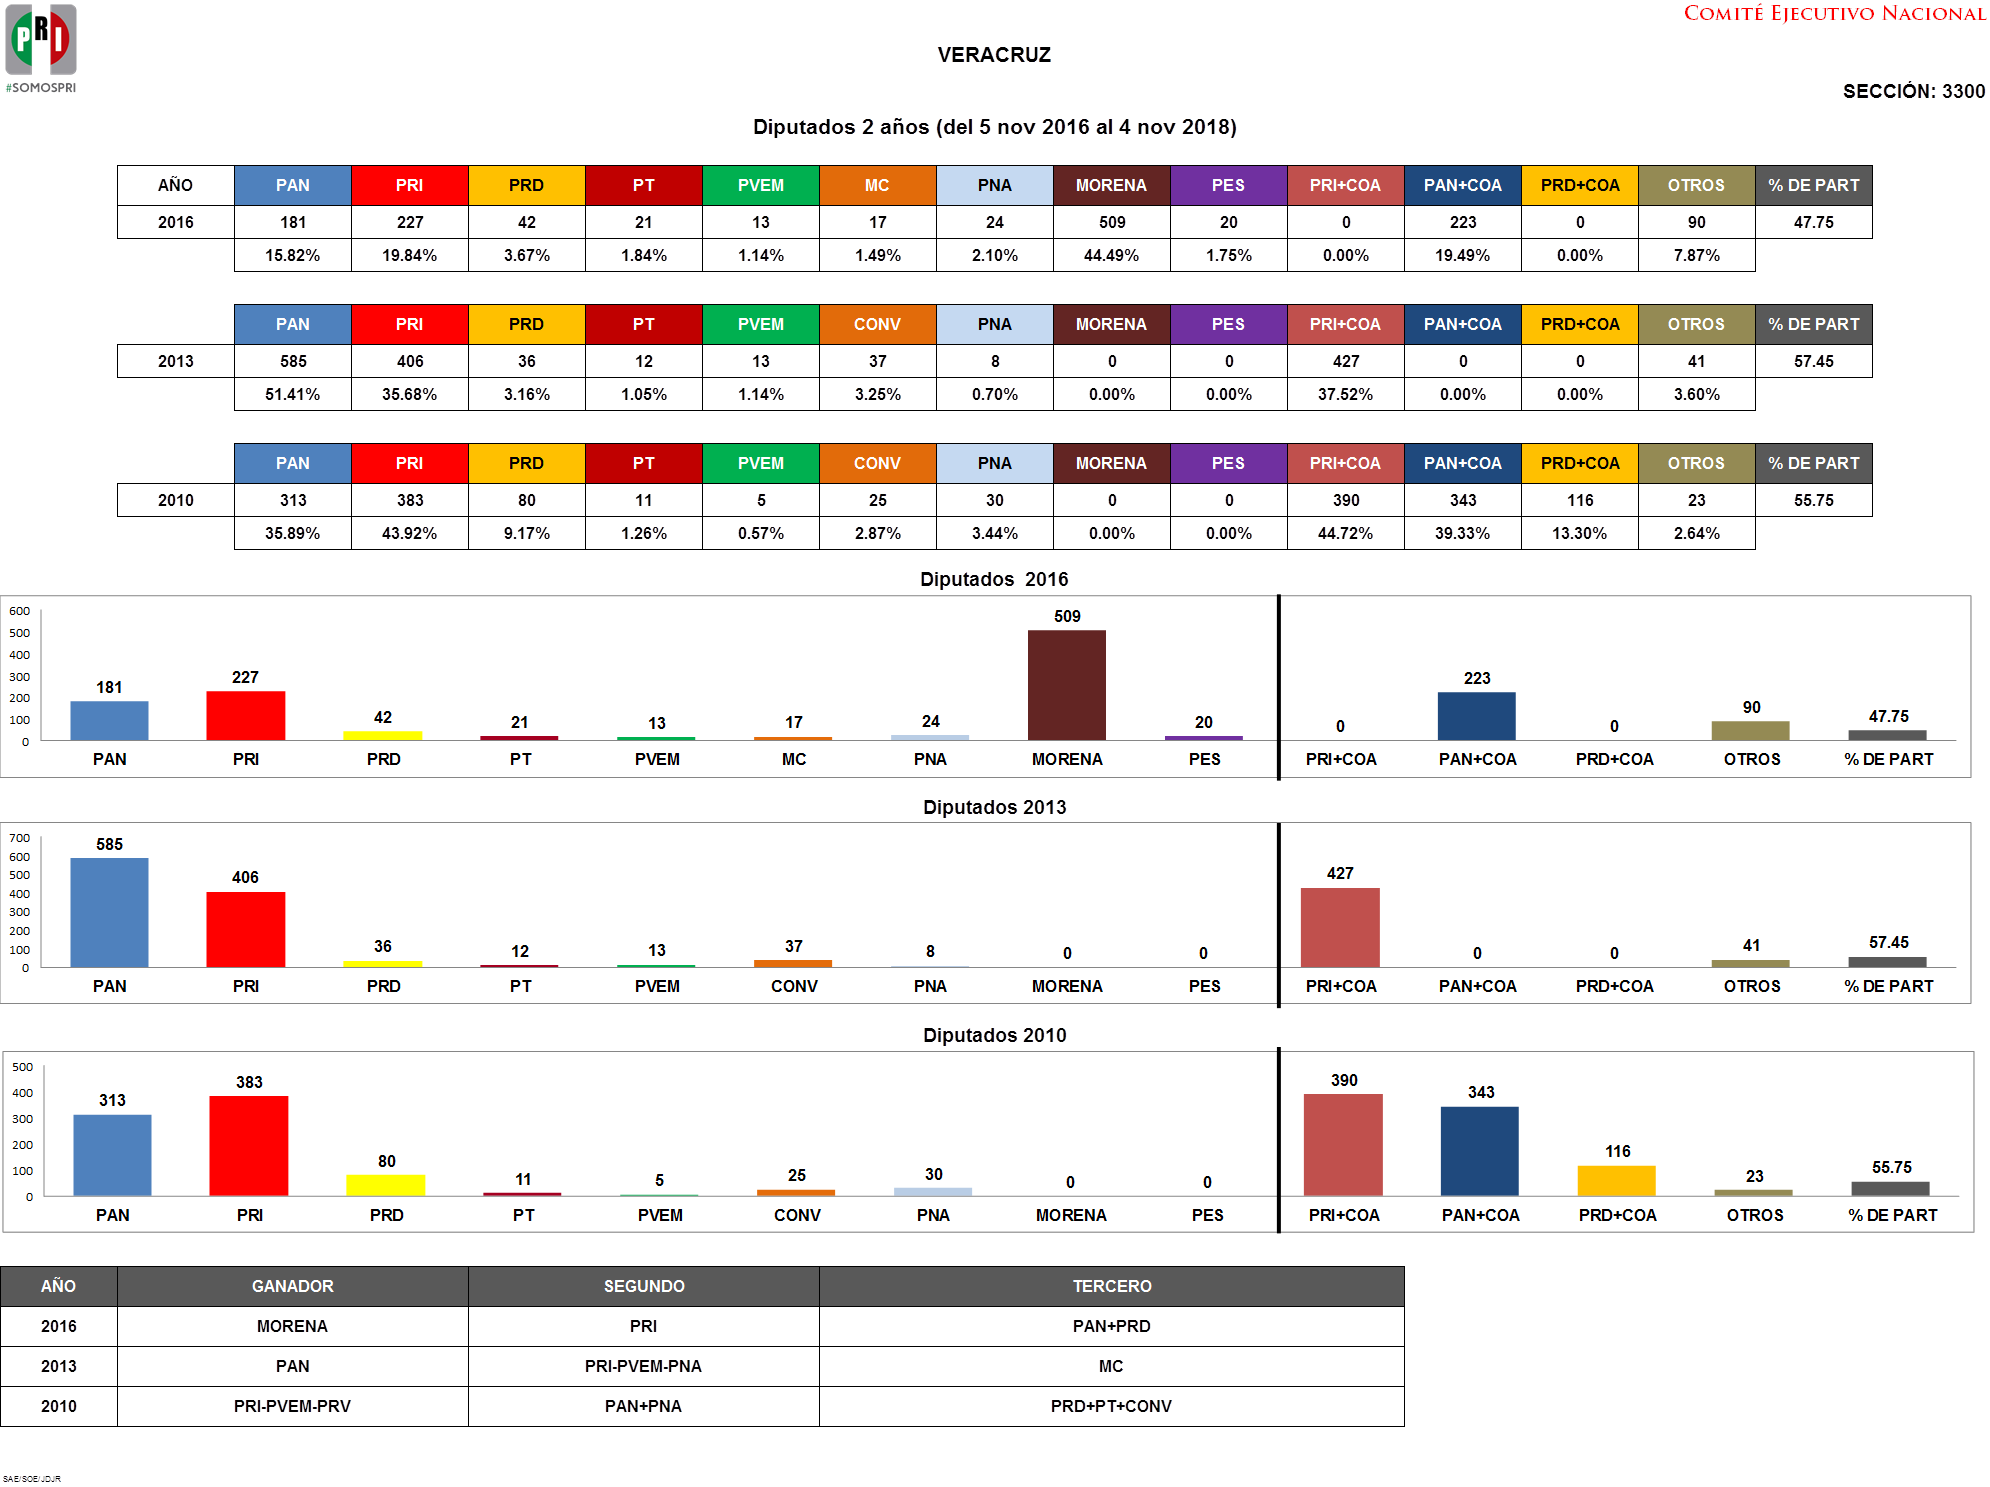 PRI
#SOMOSPRI
COMITÉ EJECUTIVO NACIONAL
VERACRUZ
SECCIÓN: 3300
Diputados 2 años (del 5 nov 2016 al 4 nov 2018)
AÑO PAN PRI PRD PT PVEM MC PNA MORENA PES PRI+COA PAN+COA PRD+COA OTROS % DE PART
2016 181 227 42 21 13 17 24 509 20 0 223 0 90 47.75
15.82% 19.84% 3.67% 1.84% 1.14% 1.49% 2.10% 44.49% 1.75% 0.00% 19.49% 0.00% 7.87%
PAN PRI PRD PT PVEM CONV PNA MORENA PES PRI+COA PAN+COA PRD+COA OTROS % DE PART
2013 585 406 36 12 13 37 8 0 0 427 0 0 41 57.45
51.41% 35.68% 3.16% 1.05% 1.14% 3.25% 0.70% 0.00% 0.00% 37.52% 0.00% 0.00% 3.60%
PAN PRI PRD PT PVEM CONV PNA MORENA PES PRI+COA PAN+COA PRD+COA OTROS % DE PART
2010 313 383 80 11 5 25 30 0 0 390 343 116 23 55.75
35.89% 43.92% 9.17% 1.26% 0.57% 2.87% 3.44% 0.00% 0.00% 44.72% 39.33% 13.30% 2.64%
Diputados 2016
600
500
400
300
200
100
0
181 227 42 21 13 17 24 509 20 0 223 0 90 47.75
PAN PRI PRD PT PVEM MC PNA MORENA PES PRI+COA PAN+COA PRD+COA OTROS % DE PART
Diputados 2013
700
600
500
400
300
200
100
0
585 406 36 12 13 37 8 0 0 427 0 0 41 57.45
PAN PRI PRD PT PVEM CONV PNA MORENA PES PRI+COA PAN+COA PRD+COA OTROS % DE PART
Diputados 2010
500
400
300
200
100
0
313 383 80 11 5 25 30 0 0 390 343 116 23 55.75
PAN PRI PRD PT PVEM CONV PNA MORENA PES PRI+COA PAN+COA PRD+COA OTROS % DE PART
AÑO GANADOR SEGUNDO TERCERO
2016 MORENA PRI PAN+PRD
2013 PAN PRI-PVEM-PNA MC
2010 PRI-PVEM-PRV PAN+PNA PRD+PT+CONV
SAE/SOE/JDJR